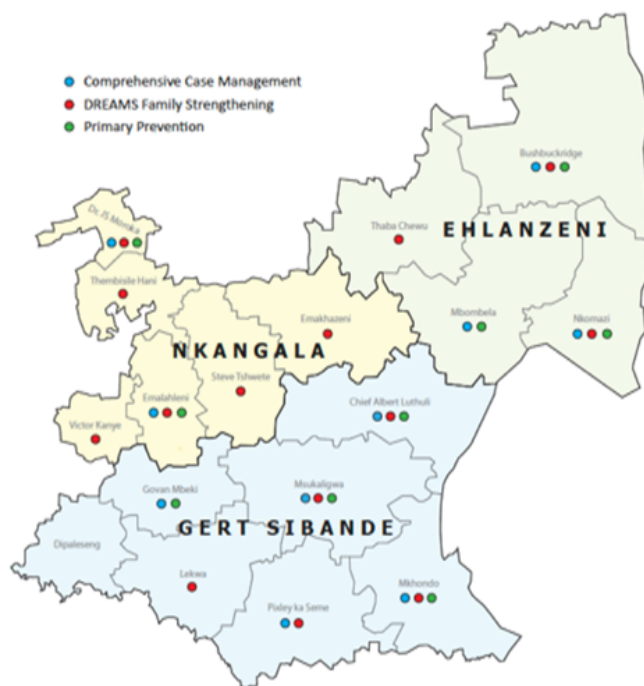 Comprehensive Case Management
DREAMS Family Strengthening
Primary Prevention
Bushbuckridge
Dr. JS Moroka
Thaba Chewu
EHLANZENI
Thembisile Hani
Emakhazeni
Mbombela
Nkomazi
NKANGALA
Steve Tshwete
Emalahleni
Chief Albert Luthuli
Victor Kanye
Govan Mbeki
Msukaligwa
GERT SIBANDE
Dipaleseng
Lekwa
Mkhondo
Pixley ka Seme